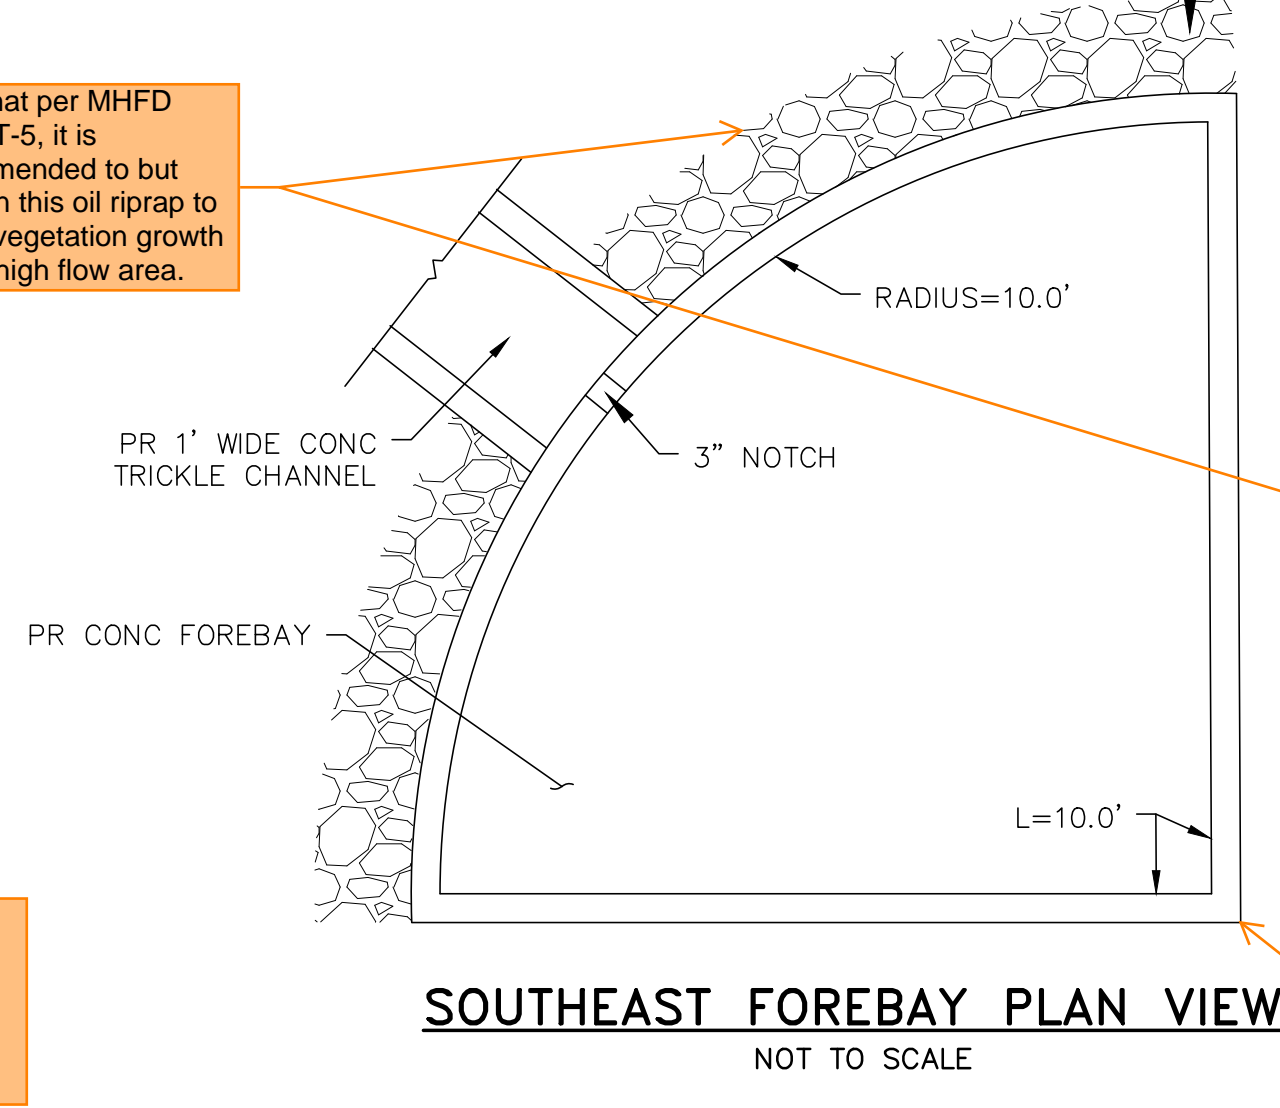 hat per MHFD
T-5, it is
mended to but
n this oil riprap to
vegetation growth
high flow area.
RADIUS=10.0'
PR 1' WIDE CONC
TRICKLE CHANNEL
3" NOTCH
PR CONC FOREBAY
L=10.0'
SOUTHEAST FOREBAY PLAN VIEW
NOT TO SCALE